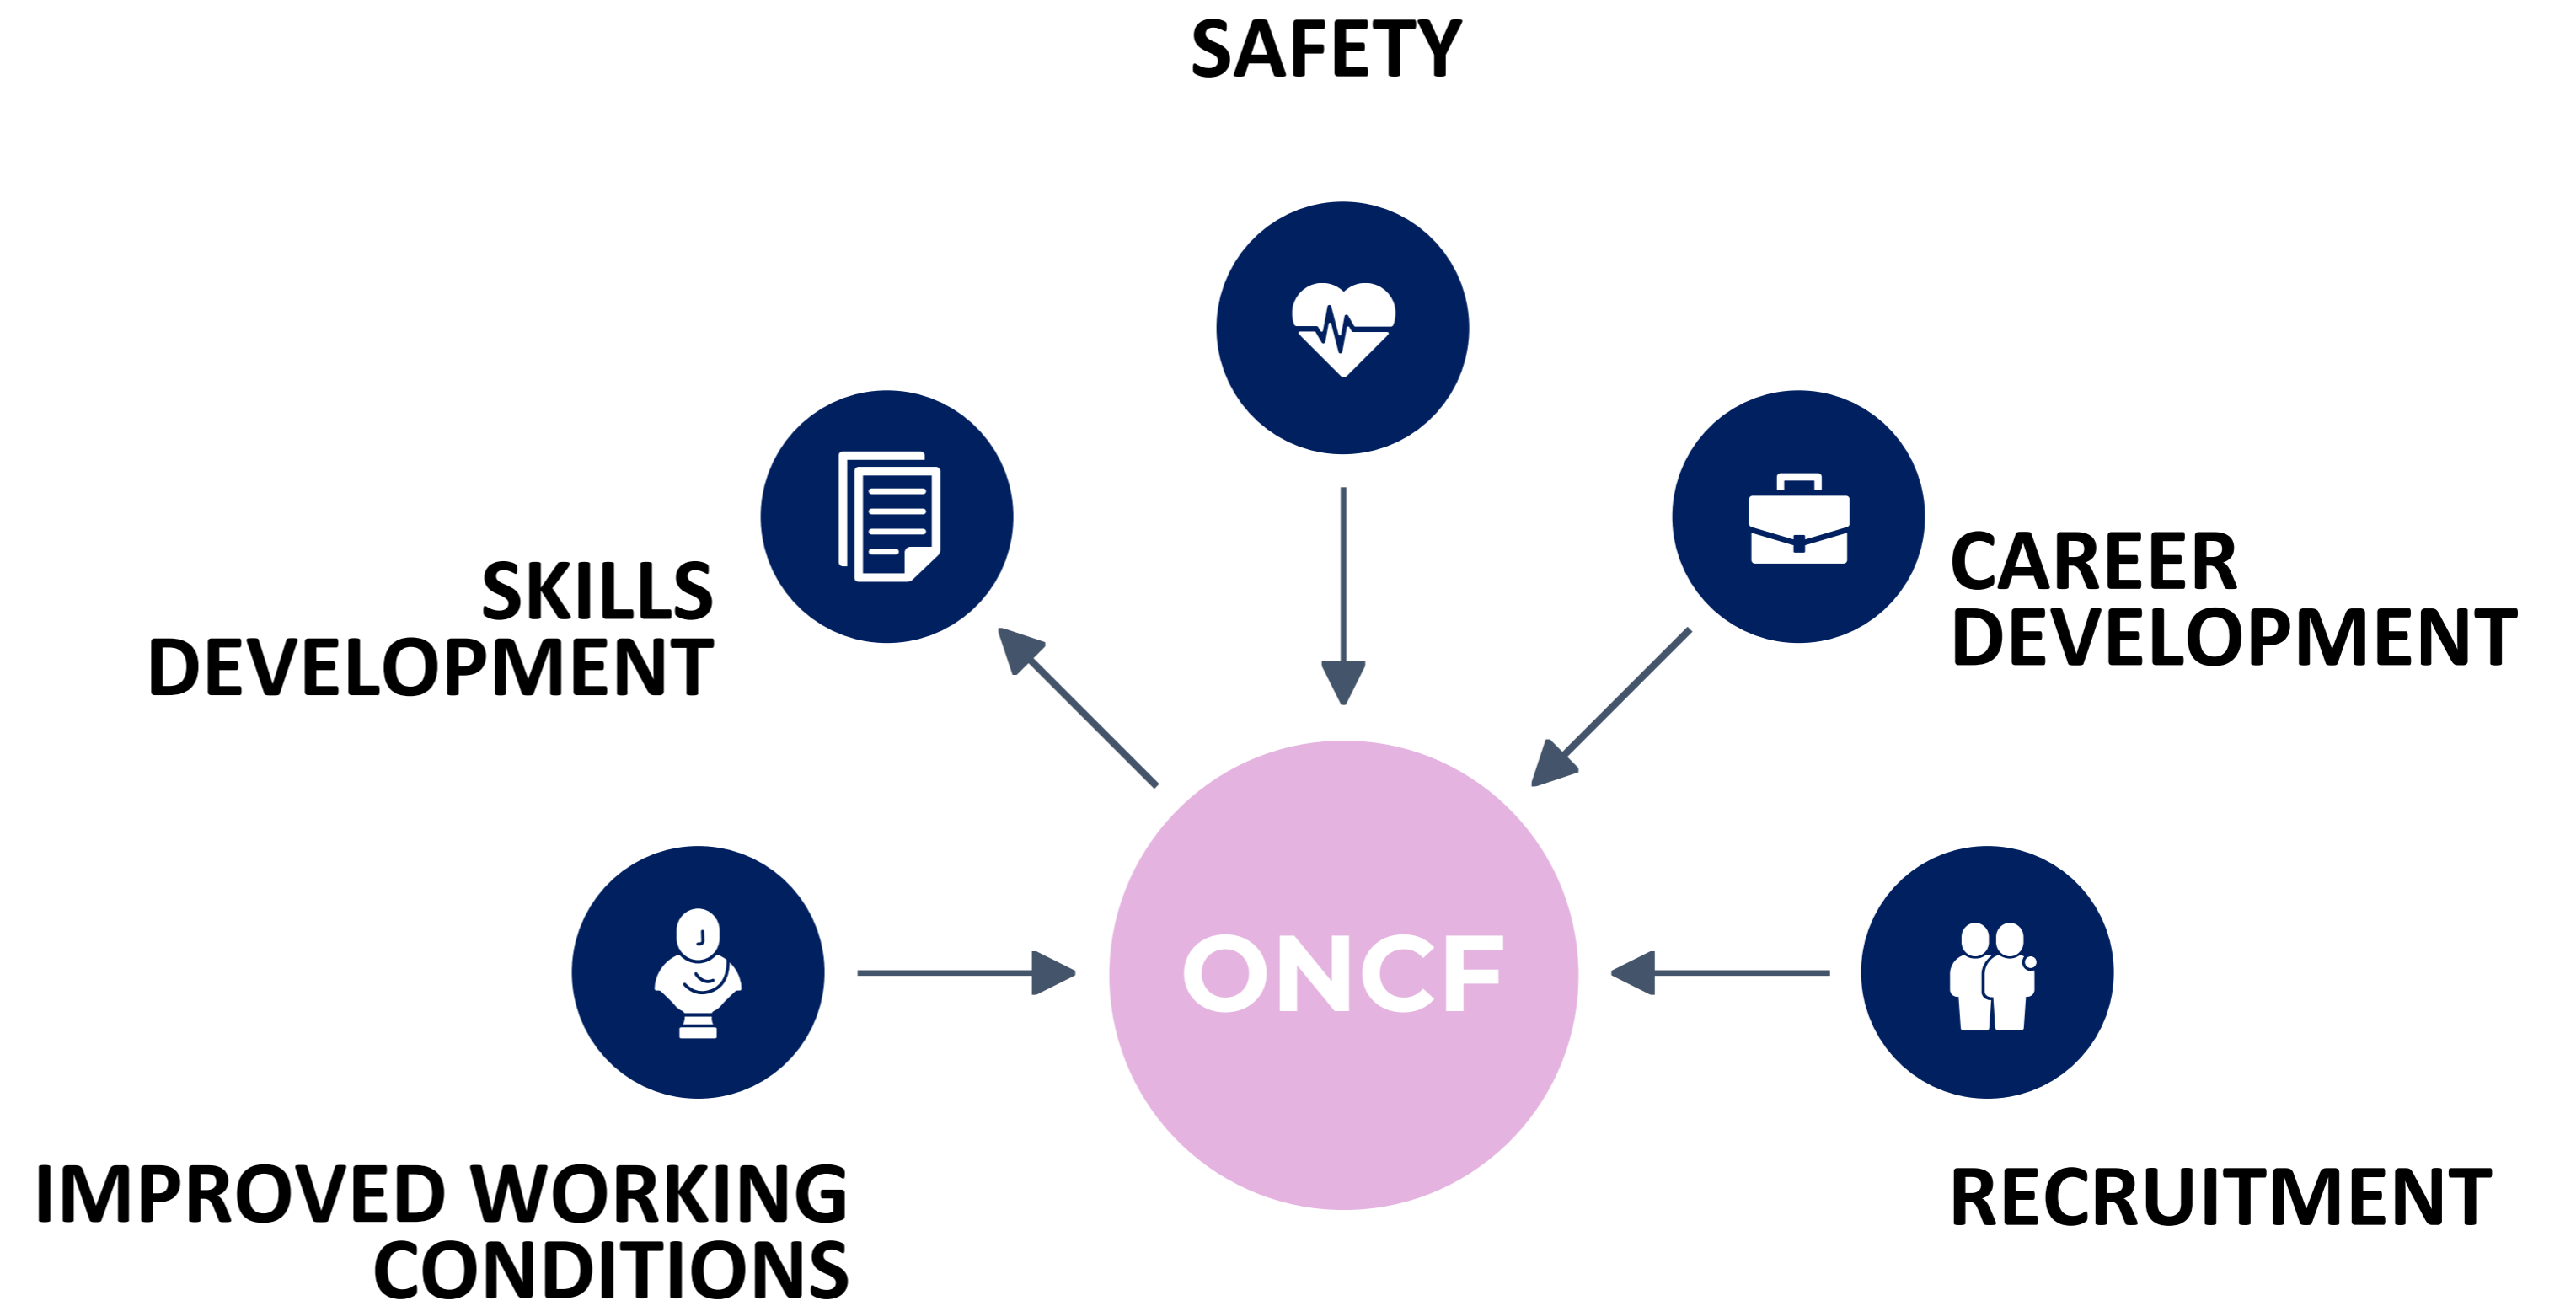 SAFETY
SKILLS
DEVELOPMENT
CAREER
DEVELOPMENT
ONCF
IMPROVED WORKING
CONDITIONS
RECRUITMENT